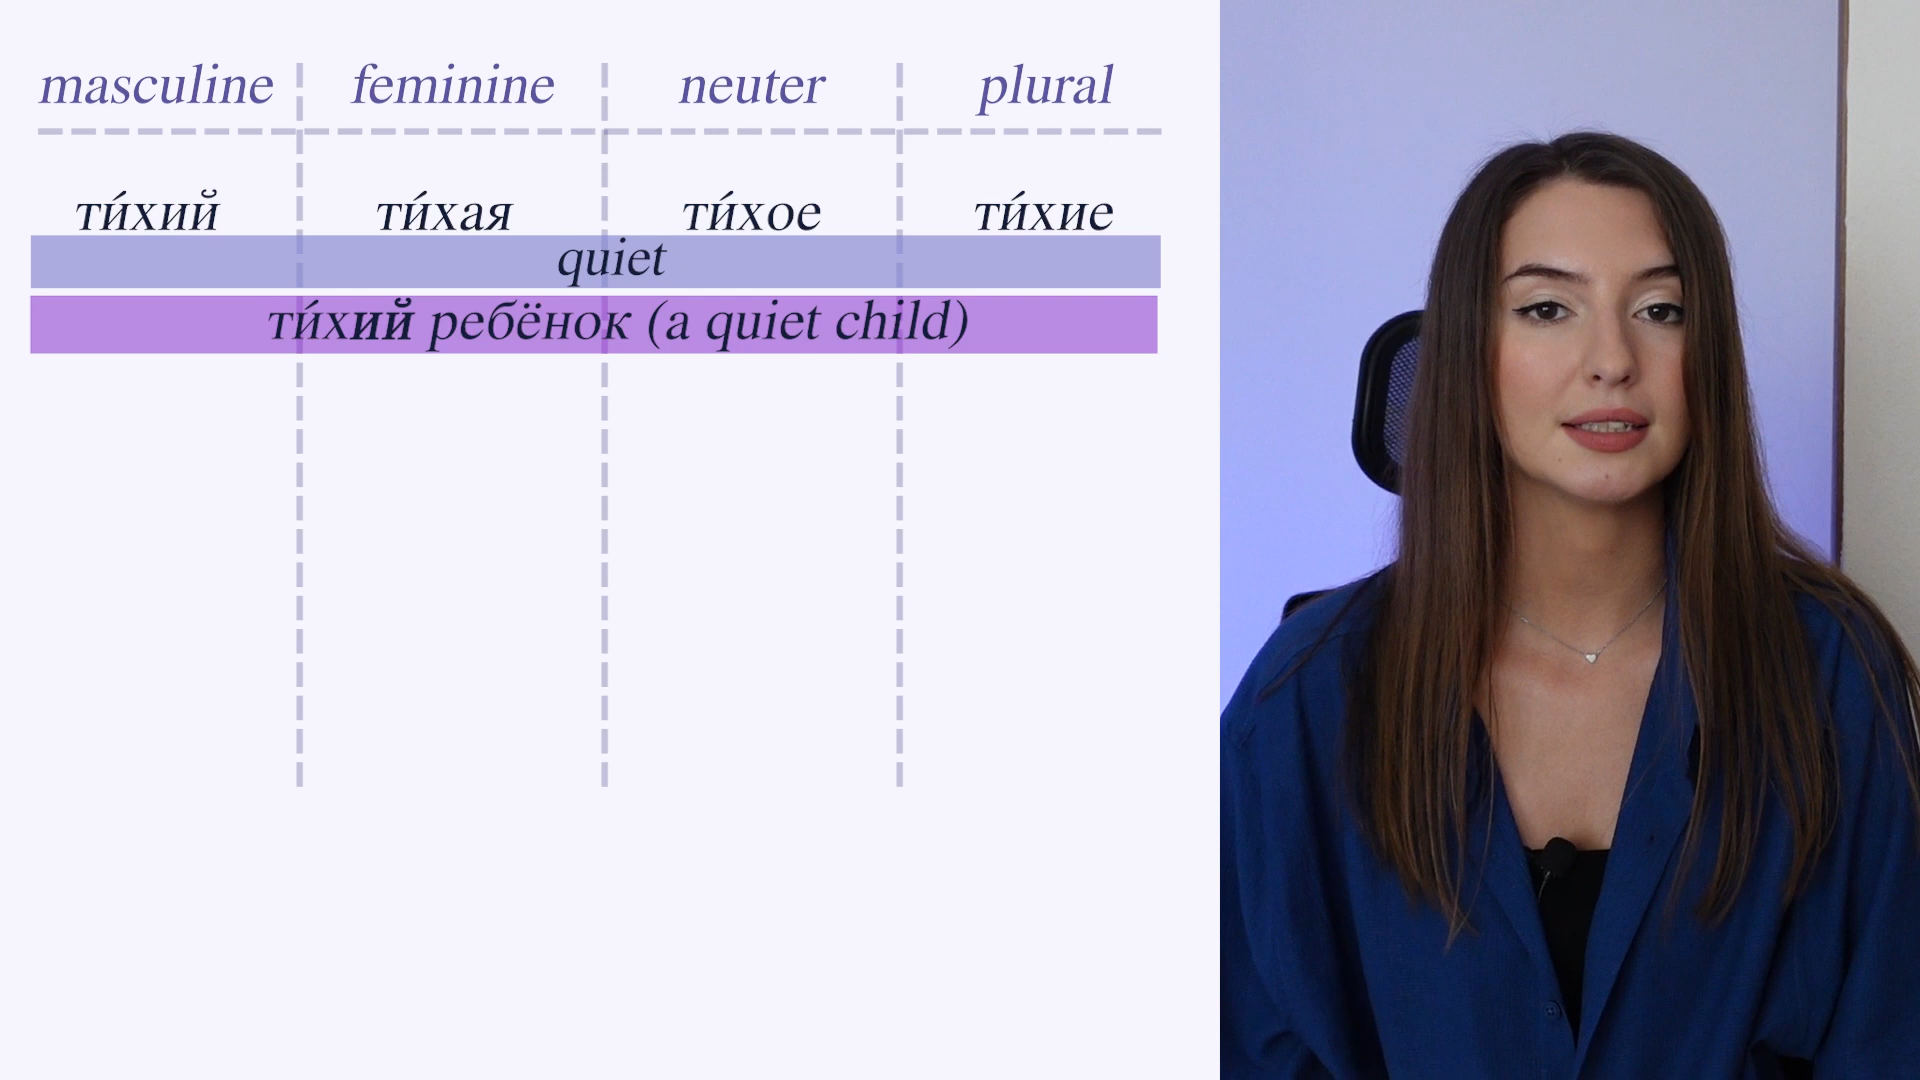 masculine feminine neuter plural
ти́хий ти́хая ти́хое ти́хие
quiet
ти́хий ребёнок (a quiet child)